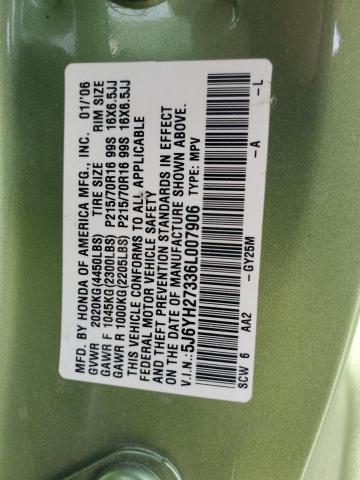 MFD. BY HONDA OF AMERICA MFG., INC. 01/'06
GVWR 2020KG(4450LBS) TIRE SIZE RIM SIZE
GAWR F 1045KG(2300LBS) P215/70R16 99S 16X6.5JJ
GAWR R 1000KG(2205LBS) P215/70R16 99S 16X6.5JJ
THIS VEHICLE CONFORMS TO ALL APPLICABLE
FEDERAL MOTOR VEHICLE SAFETY
AND THEFT PREVENTION STANDARDS IN EFFECT
ON THE DATE OF MANUFACTURE SHOWN ABOVE.
V.I.N.: 5J6YH27336L007906 TYPE: MPV
SCW 6 AA2 -GY25M -A -L